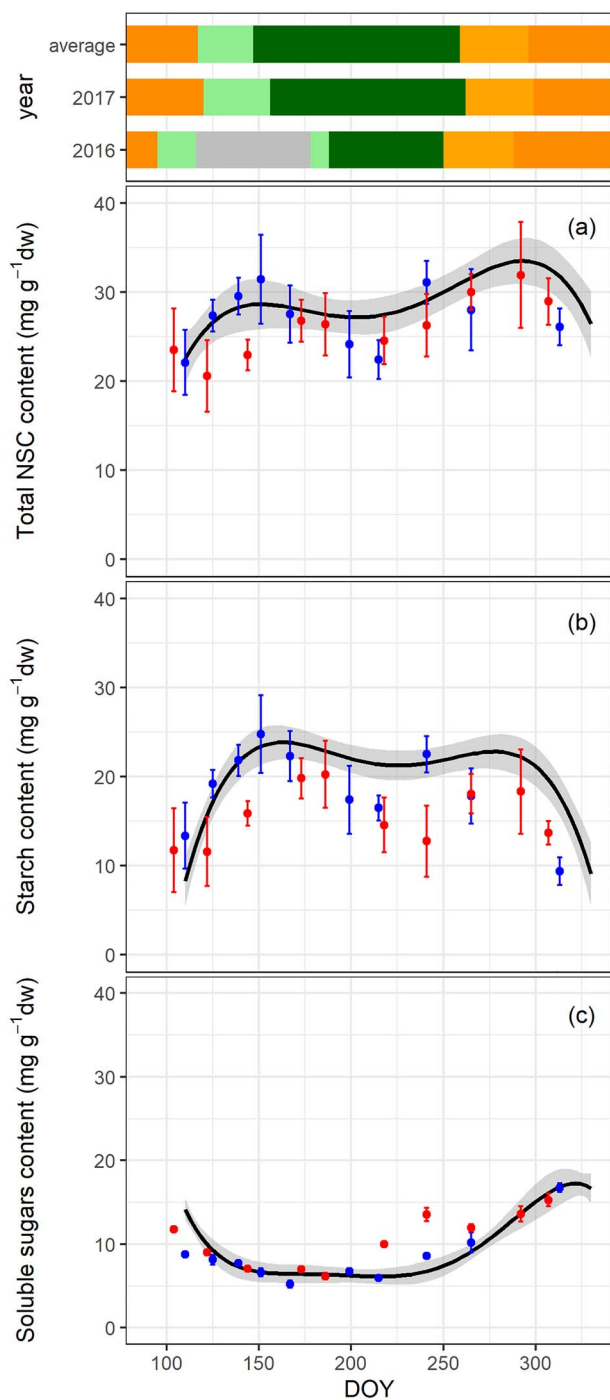 year
average
2017
2016
Total NSC content (mg g⁻¹dw)
40
30
20
10
0
(a)
Starch content (mg g⁻¹dw)
40
30
20
10
0
(b)
Soluble sugars content (mg g⁻¹dw)
40
30
20
10
0
(c)
100 150 200 250 300
DOY